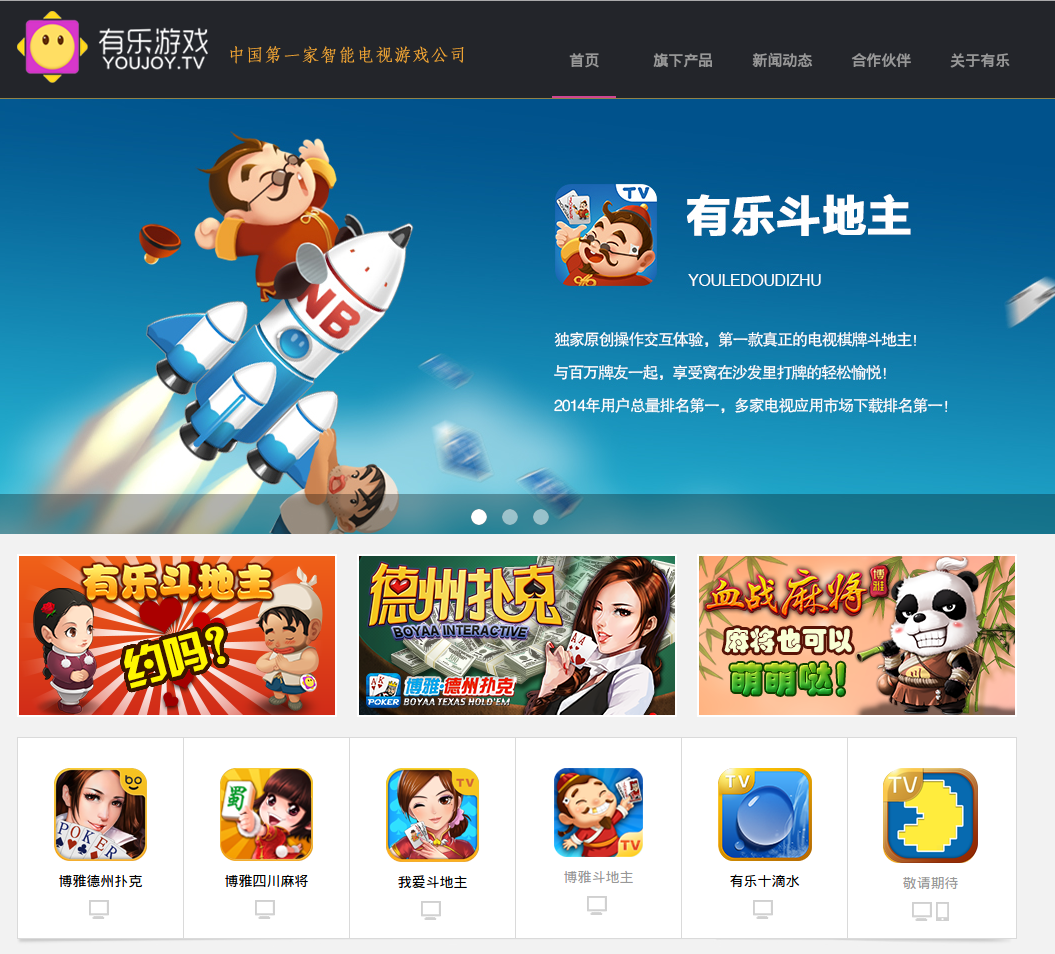 有乐游戏
YOUJOY.TV
中国第一家智能电视游戏公司
首页
旗下产品
新闻动态
合作伙伴
关于有乐
NB
TV
有乐斗地主
YOULEDOUDIZHU
独家原创操作交互体验，第一款真正的电视棋牌斗地主！
与百万牌友一起，享受窝在沙发里打牌的轻松愉悦！
2014年用户总量排名第一，多家电视应用市场下载排名第一！
有乐斗地主
约吗？
德州扑克
BOYAA INTERACTIVE
博雅·德州扑克
POKER
BOYAA TEXAS HOLD'EM
血战麻将
博雅
麻将也可以
萌萌哒！
bo
POKER
蜀
TV
TV
TV
TV
博雅德州扑克
博雅四川麻将
我爱斗地主
博雅斗地主
有乐十滴水
敬请期待